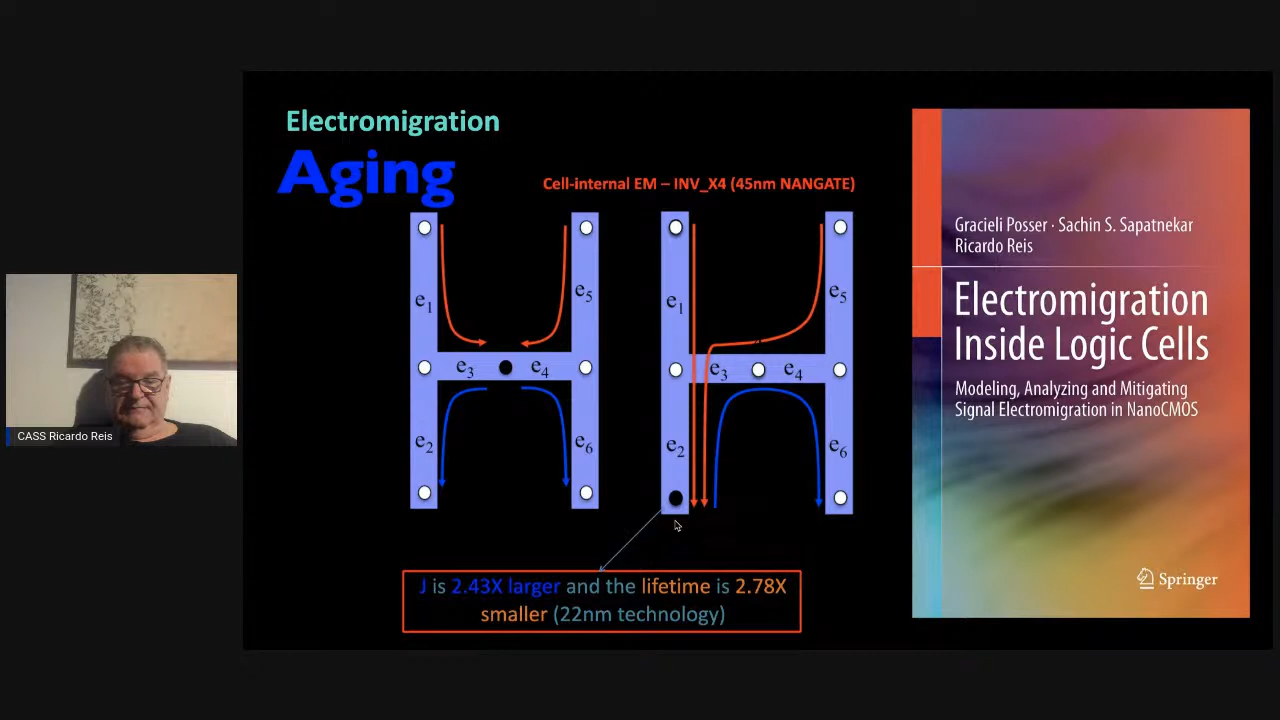 Electromigration
Aging
Cell-internal EM – INV_X4 (45nm NANGATE)
e1
e5
e3
e4
e2
e6
e1
e5
e3
e4
e2
e6
J is 2.43X larger and the lifetime is 2.78X
smaller (22nm technology)
Gracieli Posser · Sachin S. Sapatnekar
Ricardo Reis
Electromigration
Inside Logic Cells
Modeling, Analyzing and Mitigating
Signal Electromigration in NanoCMOS
Springer
CASS Ricardo Reis